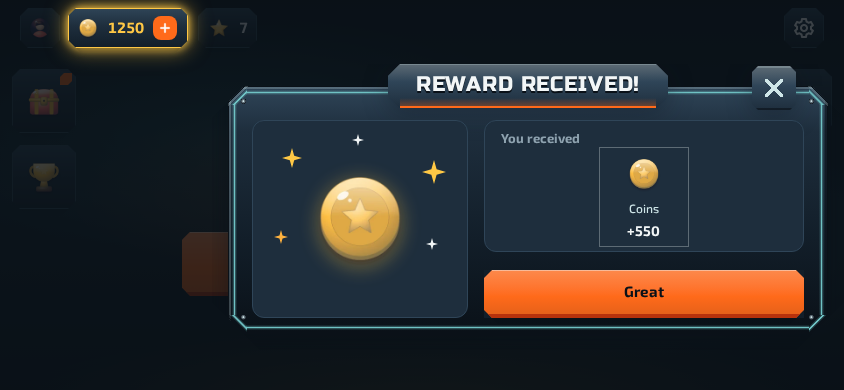 1250 +
7
REWARD RECEIVED!
You received
Coins
+550
Great